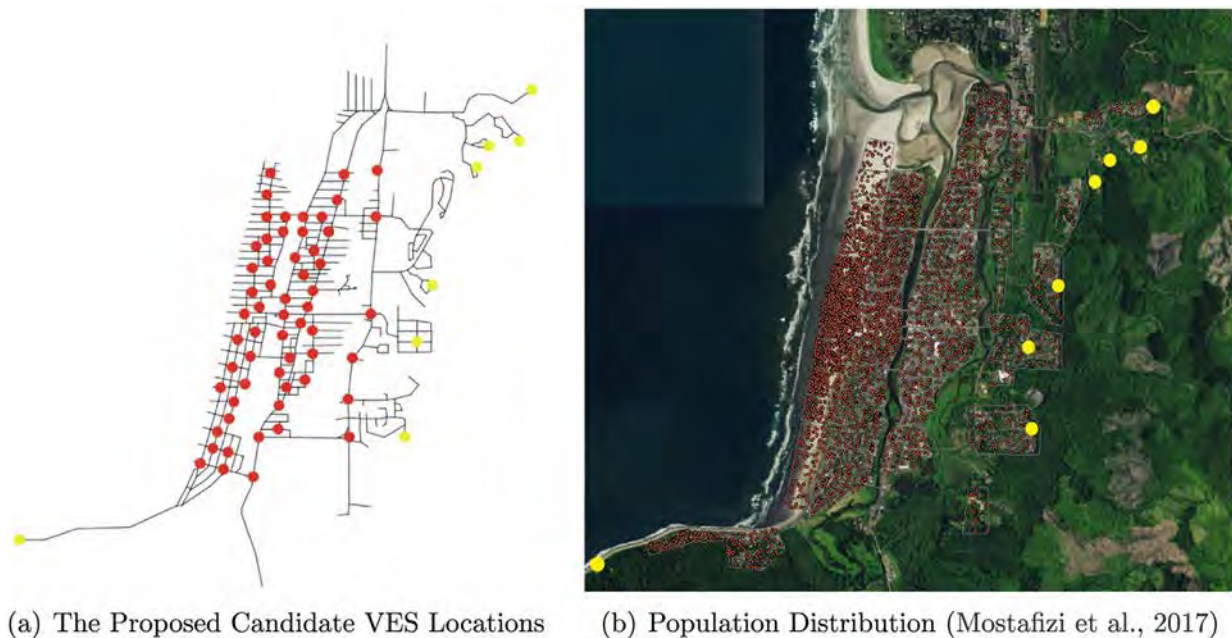 (a) The Proposed Candidate VES Locations
(b) Population Distribution (Mostafizi et al., 2017)